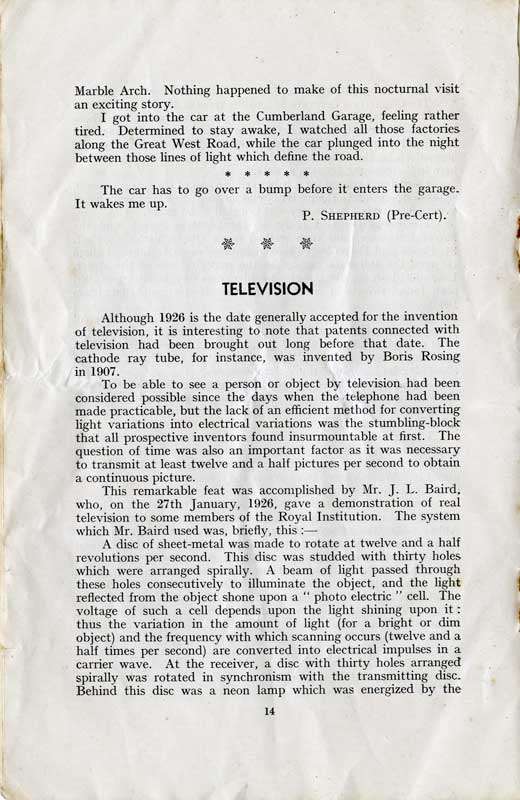 Marble Arch. Nothing happened to make of this nocturnal visit
an exciting story.
I got into the car at the Cumberland Garage, feeling rather
tired. Determined to stay awake, I watched all those factories
along the Great West Road, while the car plunged into the night
between those lines of light which define the road.
* * * * *
The car has to go over a bump before it enters the garage.
It wakes me up.
P. SHEPHERD (Pre-Cert).
TELEVISION
Although 1926 is the date generally accepted for the invention
of television, it is interesting to note that patents connected with
television had been brought out long before that date. The
cathode ray tube, for instance, was invented by Boris Rosing
in 1907.
To be able to see a person or object by television had been
considered possible since the days when the telephone had been
made practicable, but the lack of an efficient method for converting
light variations into electrical variations was the stumbling-block
that all prospective inventors found insurmountable at first. The
question of time was also an important factor as it was necessary
to transmit at least twelve and a half pictures per second to obtain
a continuous picture.
This remarkable feat was accomplished by Mr. J. L. Baird,
who, on the 27th January, 1926, gave a demonstration of real
television to some members of the Royal Institution. The system
which Mr. Baird used was, briefly, this :—
A disc of sheet-metal was made to rotate at twelve and a half
revolutions per second. This disc was studded with thirty holes
which were arranged spirally. A beam of light passed through
these holes consecutively to illuminate the object, and the light
reflected from the object shone upon a " photo electric " cell. The
voltage of such a cell depends upon the light shining upon it :
thus the variation in the amount of light (for a bright or dim
object) and the frequency with which scanning occurs (twelve and a
half times per second) are converted into electrical impulses in a
carrier wave. At the receiver, a disc with thirty holes arranged
spirally was rotated in synchronism with the transmitting disc.
Behind this disc was a neon lamp which was energized by the
14